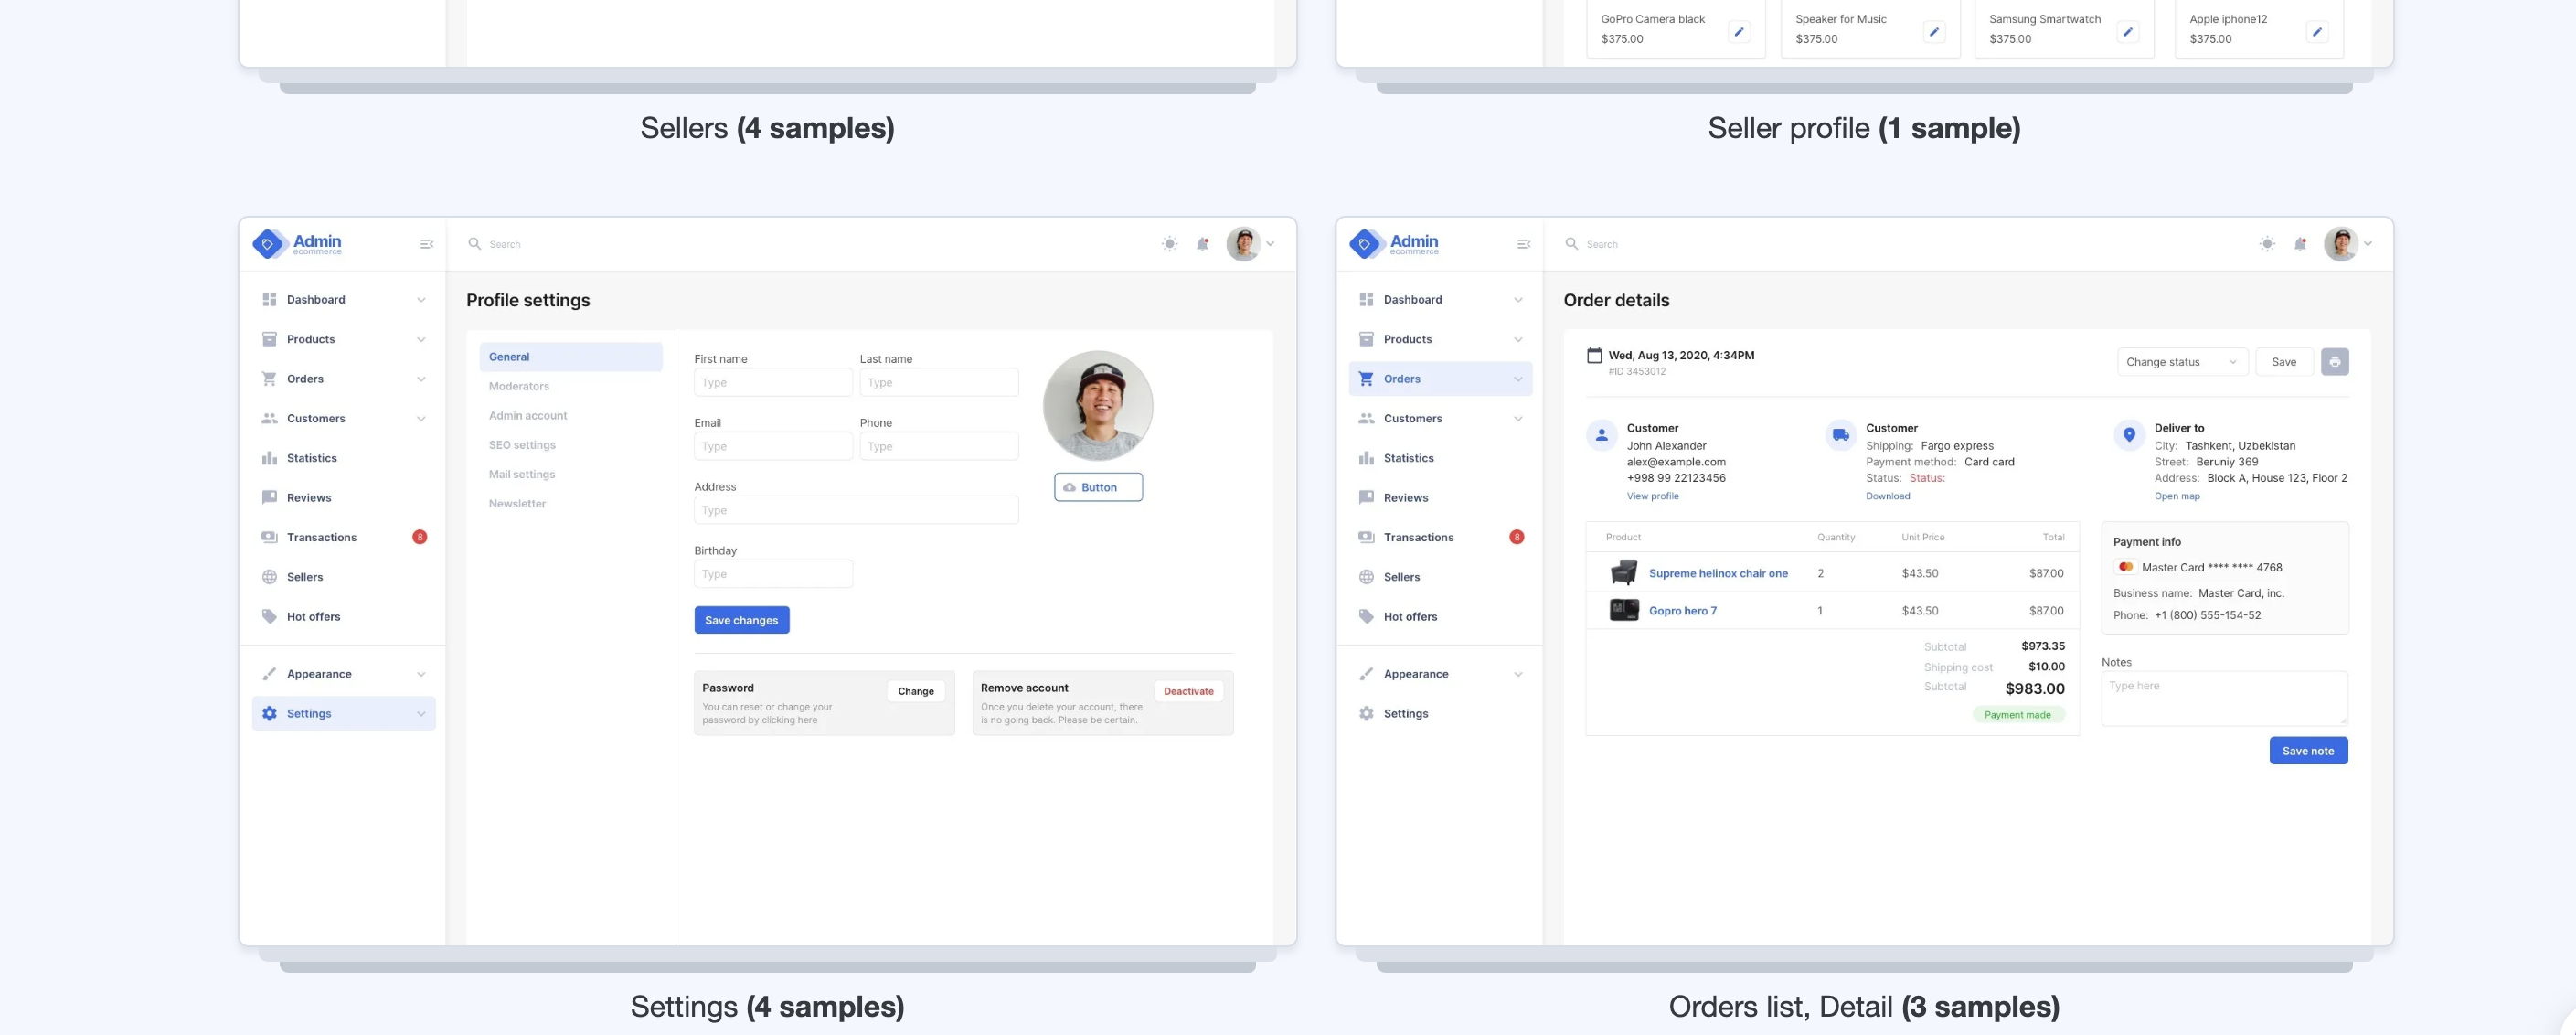 GoPro Camera black
$375.00
Speaker for Music
$375.00
Samsung Smartwatch
$375.00
Apple iphone12
$375.00
Sellers (4 samples)
Seller profile (1 sample)
Admin
ecommerce
Search
Dashboard
Products
Orders
Customers
Statistics
Reviews
Transactions 8
Sellers
Hot offers
Appearance
Settings
Profile settings
General
Moderators
Admin account
SEO settings
Mail settings
Newsletter
First name Last name
Type Type
Email Phone
Type Type
Address
Type
Birthday
Type
Save changes
Button
Password
You can reset or change your
password by clicking here
Change
Remove account
Once you delete your account, there
is no going back. Please be certain.
Deactivate
Settings (4 samples)
Admin
ecommerce
Search
Dashboard
Products
Orders
Customers
Statistics
Reviews
Transactions 8
Sellers
Hot offers
Appearance
Settings
Order details
Wed, Aug 13, 2020, 4:34PM
#ID 3453012
Change status Save
Customer
John Alexander
alex@example.com
+998 99 22123456
View profile
Customer
Shipping: Fargo express
Payment method: Card card
Status: Status:
Download
Deliver to
City: Tashkent, Uzbekistan
Street: Beruniy 369
Address: Block A, House 123, Floor 2
Open map
Product Quantity Unit Price Total
Supreme helinox chair one 2 $43.50 $87.00
Gopro hero 7 1 $43.50 $87.00
Subtotal $973.35
Shipping cost $10.00
Subtotal $983.00
Payment made
Payment info
Master Card **** **** 4768
Business name: Master Card, inc.
Phone: +1 (800) 555-154-52
Notes
Type here
Save note
Orders list, Detail (3 samples)